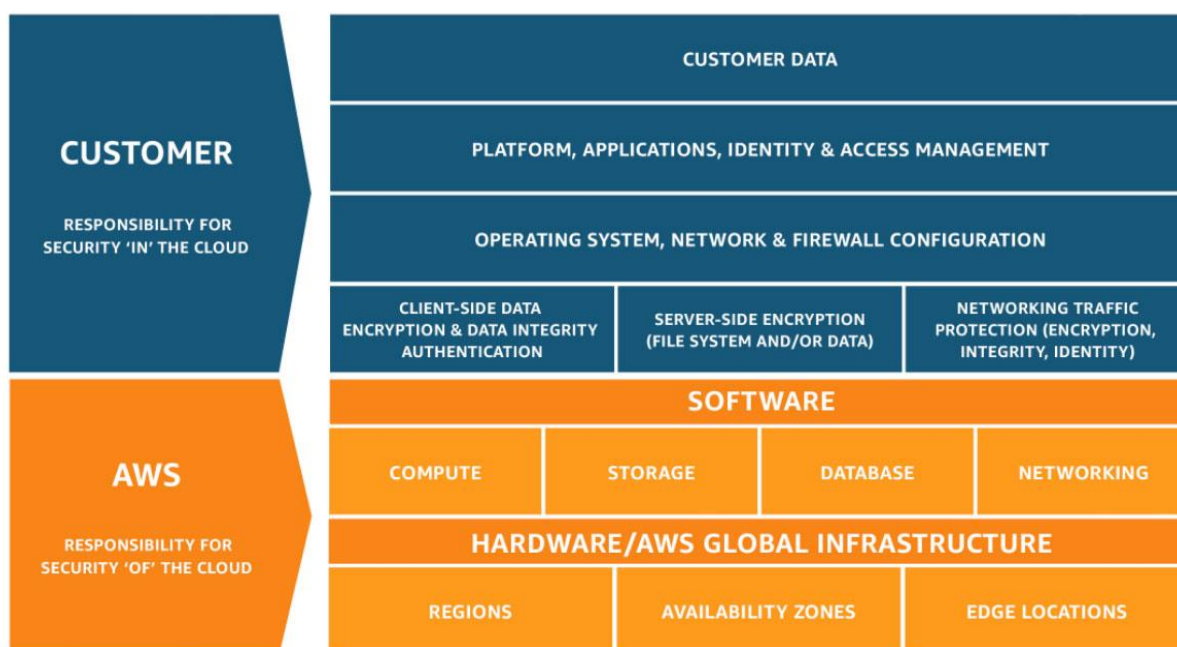 CUSTOMER
RESPONSIBILITY FOR
SECURITY ‘IN’ THE CLOUD
CUSTOMER DATA
PLATFORM, APPLICATIONS, IDENTITY & ACCESS MANAGEMENT
OPERATING SYSTEM, NETWORK & FIREWALL CONFIGURATION
CLIENT-SIDE DATA
ENCRYPTION & DATA INTEGRITY
AUTHENTICATION
SERVER-SIDE ENCRYPTION
(FILE SYSTEM AND/OR DATA)
NETWORKING TRAFFIC
PROTECTION (ENCRYPTION,
INTEGRITY, IDENTITY)
AWS
RESPONSIBILITY FOR
SECURITY ‘OF’ THE CLOUD
SOFTWARE
COMPUTE
STORAGE
DATABASE
NETWORKING
HARDWARE/AWS GLOBAL INFRASTRUCTURE
REGIONS
AVAILABILITY ZONES
EDGE LOCATIONS